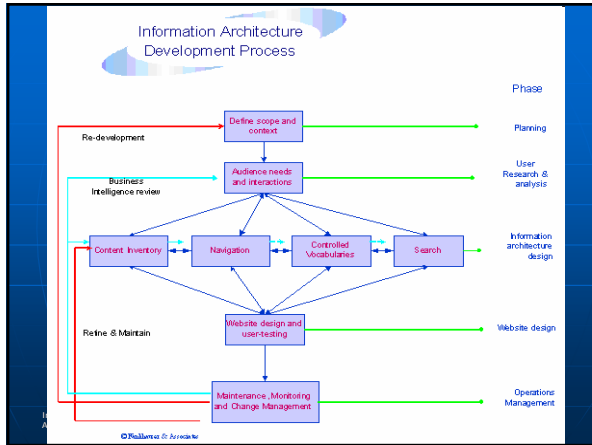 Information Architecture
Development Process
Phase
Define scope and
context
Planning
Re-development
Audience needs
and interactions
User
Research &
analysis
Business
Intelligence review
Content Inventory
Navigation
Controlled
Vocabularies
Search
Information
architecture
design
Website design and
user-testing
Website design
Refine & Maintain
Maintenance, Monitoring
and Change Management
Operations
Management
& Associates